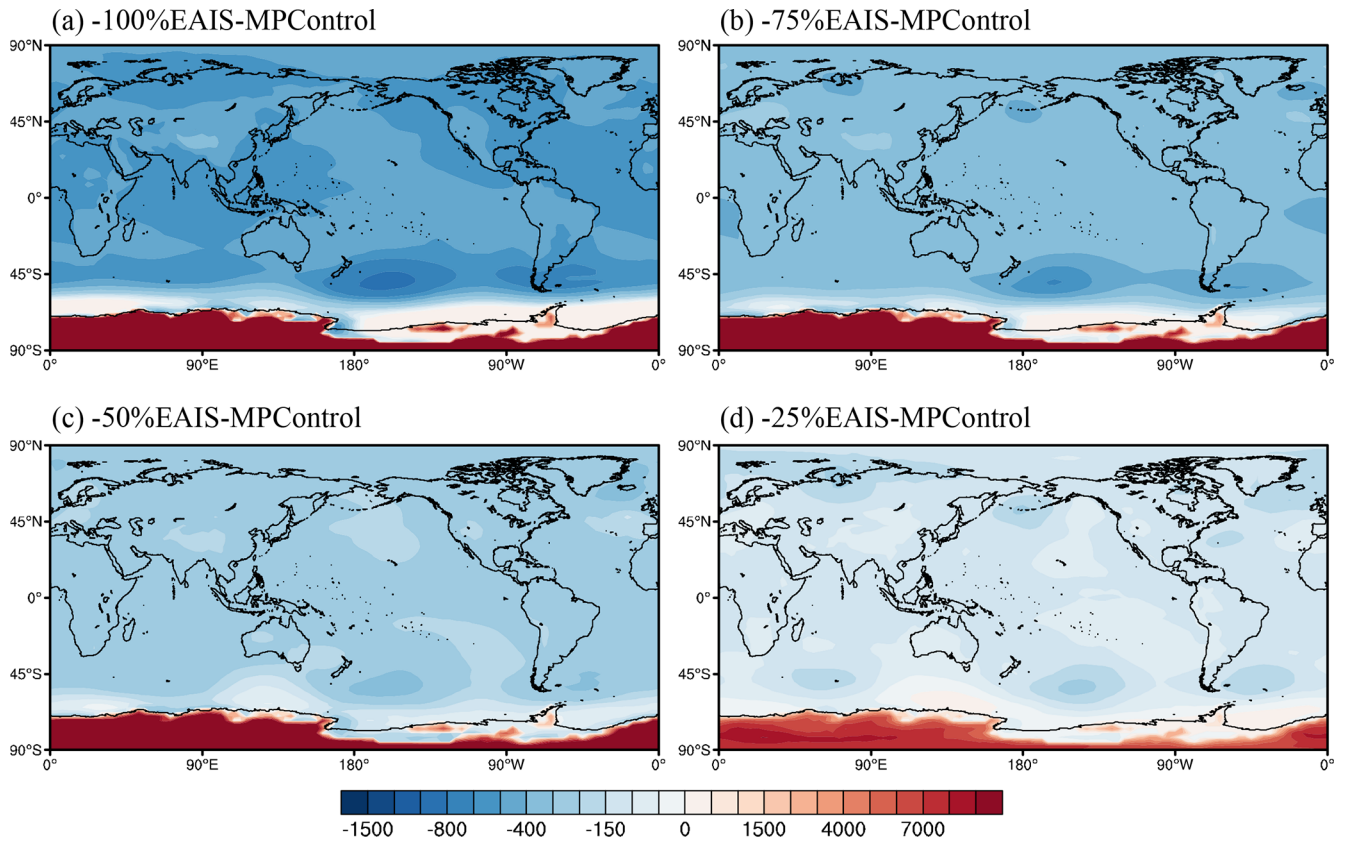 (a) -100%EAIS-MPControl
(b) -75%EAIS-MPControl
90°N
45°N
0°
45°S
90°S
0° 90°E 180° 90°W 0°
90°N
45°N
0°
45°S
90°S
0° 90°E 180° 90°W 0°
(c) -50%EAIS-MPControl
(d) -25%EAIS-MPControl
90°N
45°N
0°
45°S
90°S
0° 90°E 180° 90°W 0°
90°N
45°N
0°
45°S
90°S
0° 90°E 180° 90°W 0°
-1500 -800 -400 -150 0 1500 4000 7000